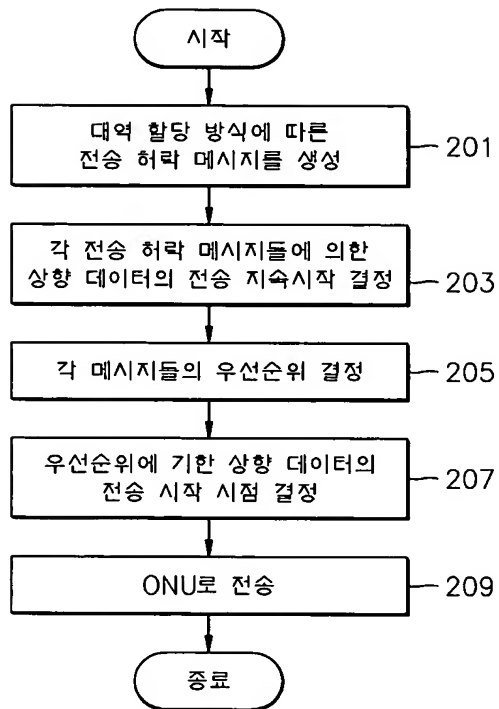 시작
대역 할당 방식에 따른
전송 허락 메시지를 생성
201
각 전송 허락 메시지들에 의한
상향 데이터의 전송 지속시작 결정
203
각 메시지들의 우선순위 결정
205
우선순위에 기한 상향 데이터의
전송 시작 시점 결정
207
ONU로 전송
209
종료